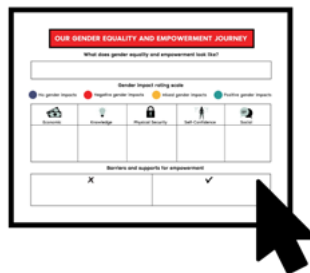 OUR GENDER EQUALITY AND EMPOWERMENT JOURNEY
What does gender equality and empowerment look like?
Gender impact rating scale
No gender impacts Negative gender impacts Mixed gender impacts Positive gender impacts
Economic Knowledge Physical Security Self-Confidence Social
Barriers and supports for empowerment